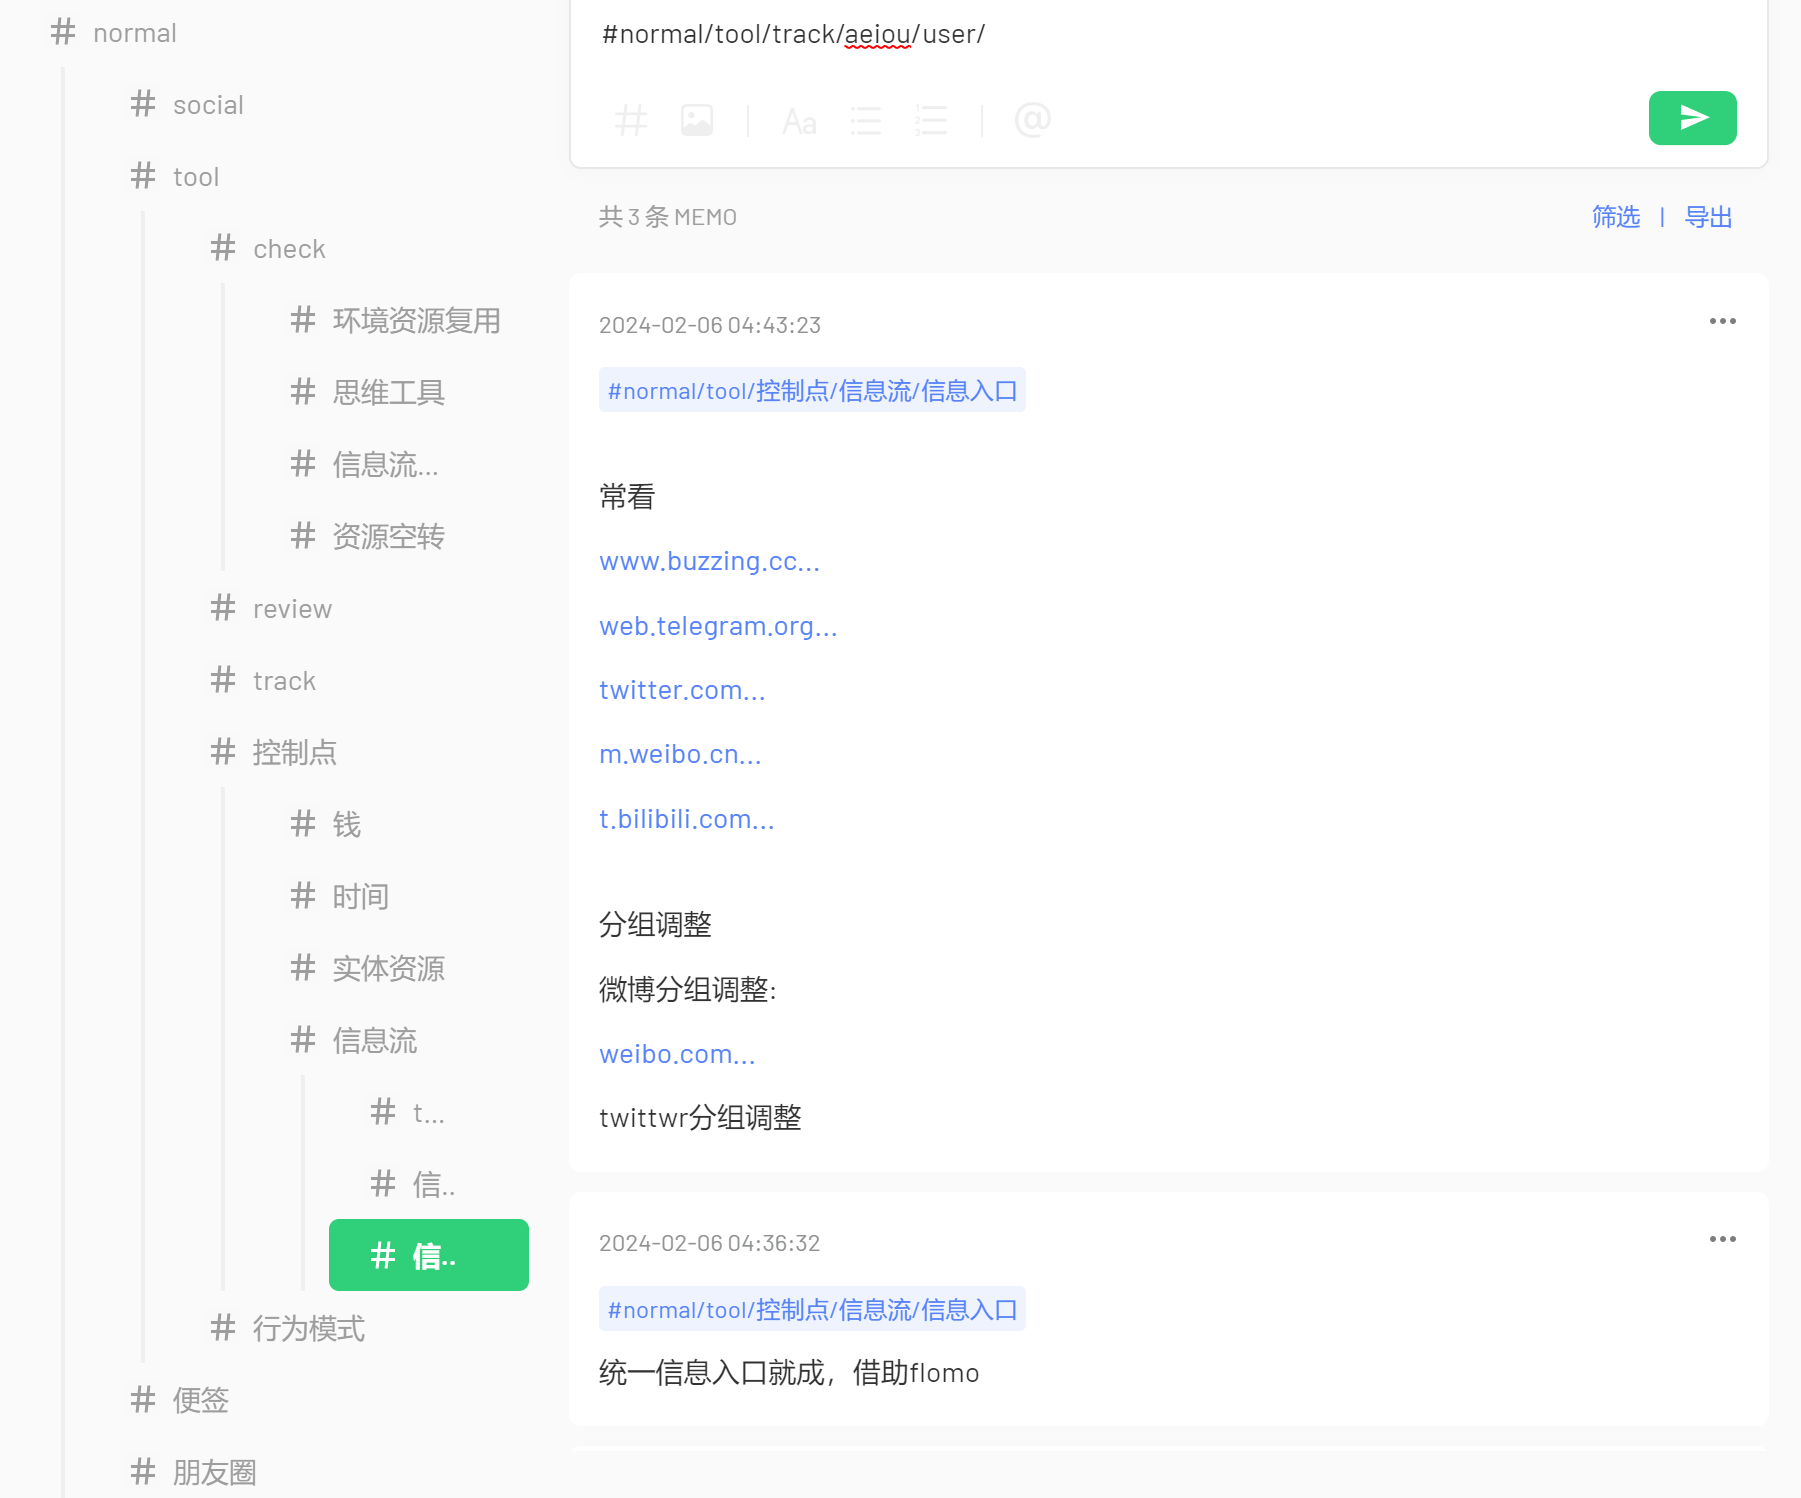 # normal
# social
# tool
# check
# 环境资源复用
# 思维工具
# 信息流...
# 资源空转
# review
# track
# 控制点
# 钱
# 时间
# 实体资源
# 信息流
# t...
# 信..
# 信..
# 行为模式
# 便签
# 朋友圈
#normal/tool/track/aeiou/user/
# | Aa | @
共 3 条 MEMO
筛选 | 导出
2024-02-06 04:43:23
#normal/tool/控制点/信息流/信息入口
常看
www.buzzing.cc...
web.telegram.org...
twitter.com...
m.weibo.cn...
t.bilibili.com...
分组调整
微博分组调整:
weibo.com...
twittwr分组调整
2024-02-06 04:36:32
#normal/tool/控制点/信息流/信息入口
统一信息入口就成，借助flomo